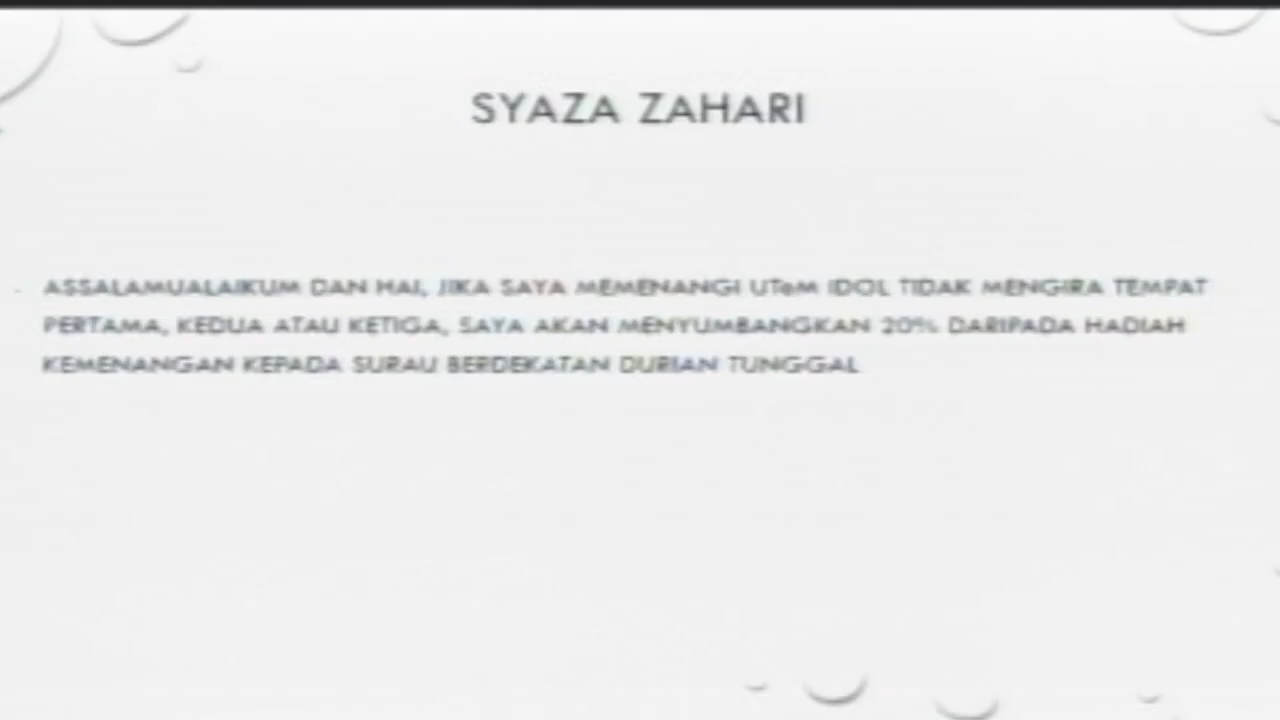 SYAZA ZAHARI
ASSALAMUALAIKUM DAN HAI, JIKA SAYA MEMENANGI UTeM IDOL TIDAK MENGIRA TEMPAT
PERTAMA, KEDUA ATAU KETIGA, SAYA AKAN MENYUMBANGKAN 20% DARIPADA HADIAH
KEMENANGAN KEPADA SURAU BERDEKATAN DURIAN TUNGGAL